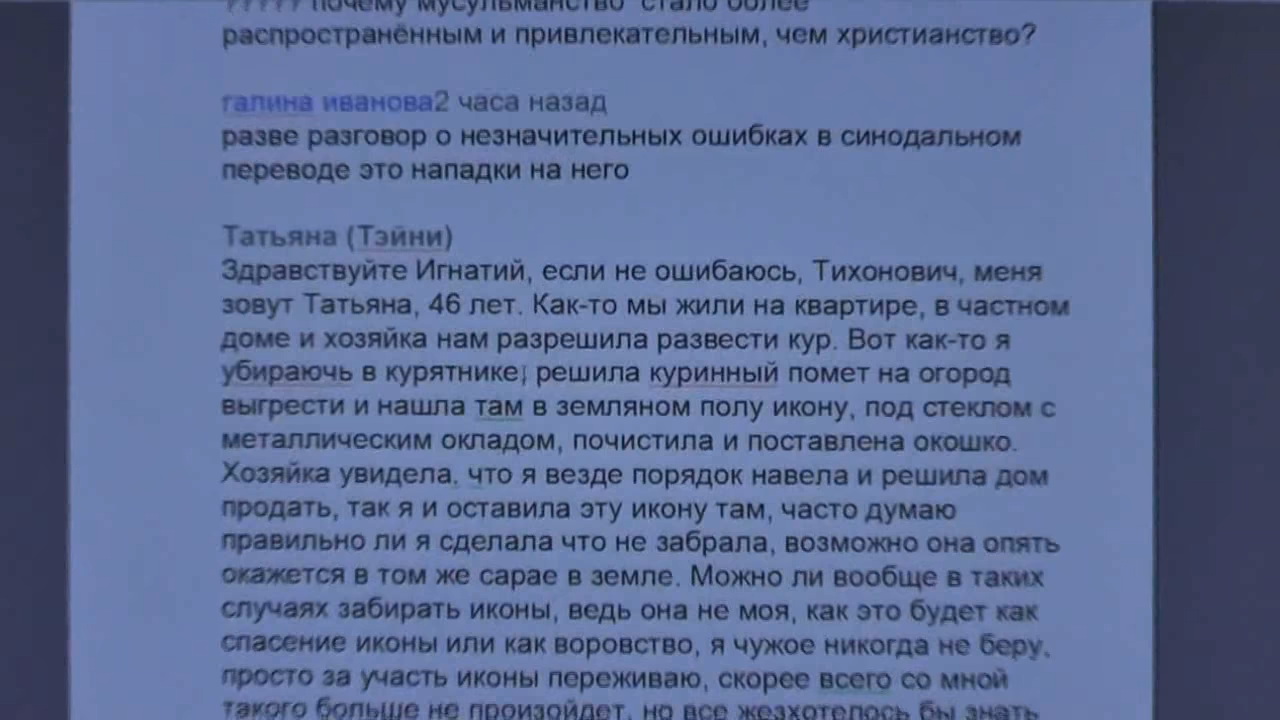 ????? почему мусульманство стало более
распространённым и привлекательным, чем христианство?
галина иванова2 часа назад
разве разговор о незначительных ошибках в синодальном
переводе это нападки на него
Татьяна (Тэйни)
Здравствуйте Игнатий, если не ошибаюсь, Тихонович, меня
зовут Татьяна, 46 лет. Как-то мы жили на квартире, в частном
доме и хозяйка нам разрешила развести кур. Вот как-то я
убираючь в курятнике, решила куринный помет на огород
выгрести и нашла там в земляном полу икону, под стеклом с
металлическим окладом, почистила и поставлена окошко.
Хозяйка увидела, что я везде порядок навела и решила дом
продать, так я и оставила эту икону там, часто думаю
правильно ли я сделала что не забрала, возможно она опять
окажется в том же сарае в земле. Можно ли вообще в таких
случаях забирать иконы, ведь она не моя, как это будет как
спасение иконы или как воровство, я чужое никогда не беру,
просто за участь иконы переживаю, скорее всего со мной
такого больше не произойдет, но все жезхотелось бы знать